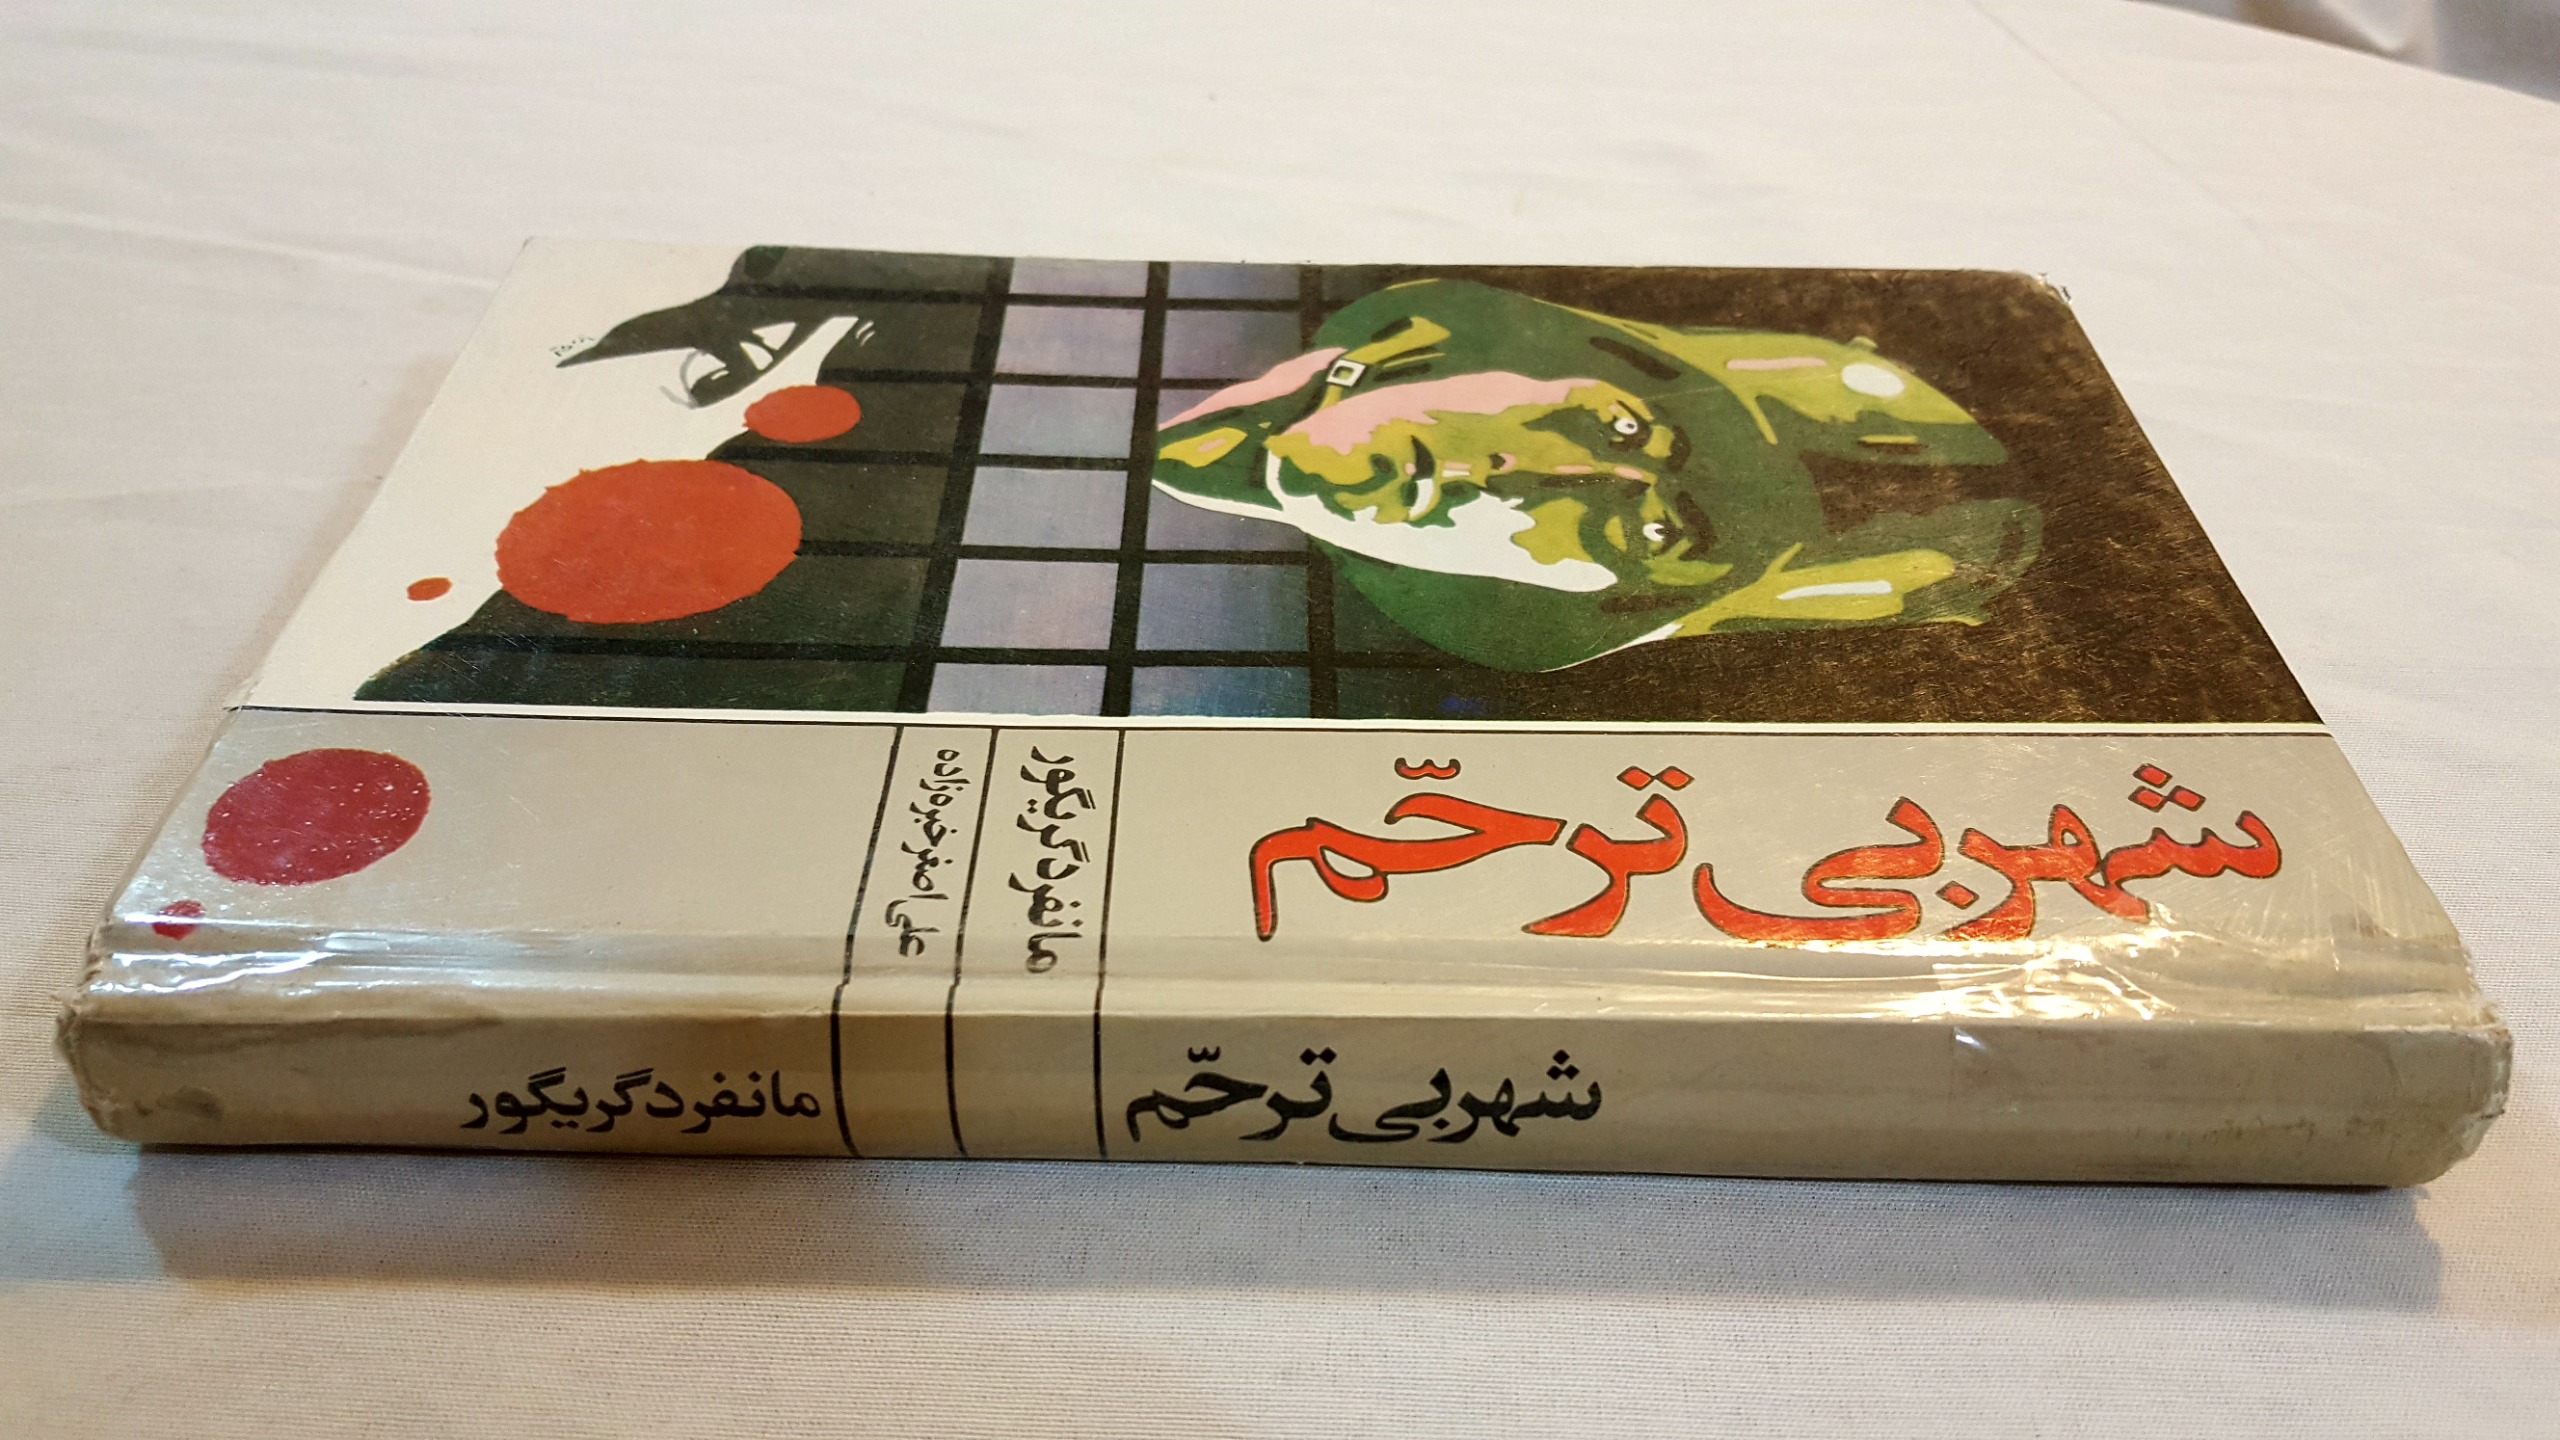 شهر بی ترحّم
مانفرد گریگور
علی اصغر خبره‌زاده
شهر بی ترحّم
مانفرد گریگور